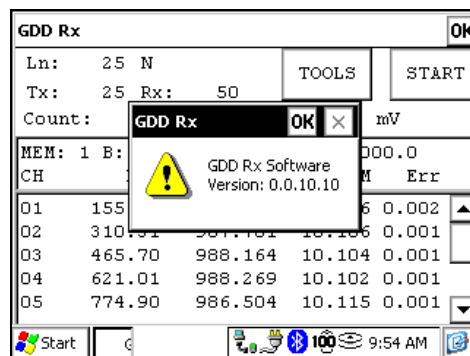 GDD Rx OK
Ln: 25 N TOOLS START
Tx: 25 Rx: 50
Count: mV
GDD Rx OK
GDD Rx Software
Version: 0.0.10.10
MEM: 1 B: 00.0
CH M Err
01 155 6 0.002
02 0.001
03 465.70 988.164 10.104 0.001
04 621.01 988.269 10.102 0.001
05 774.90 986.504 10.115 0.001
Start 100 9:54 AM